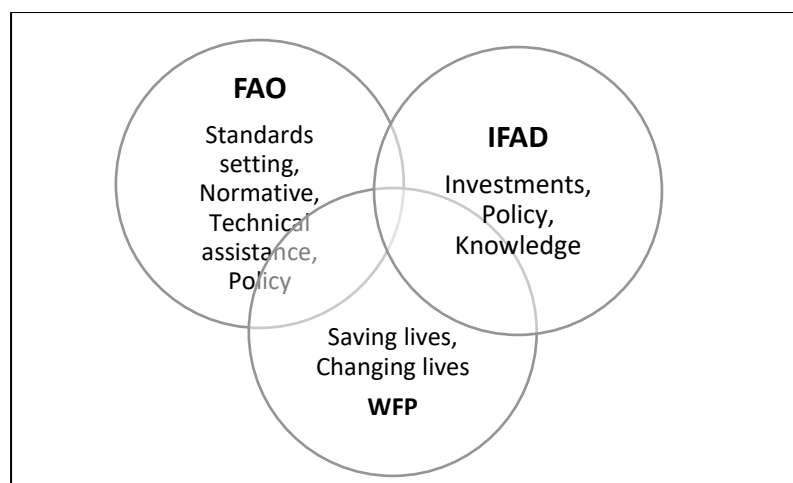 FAO
Standards
setting,
Normative,
Technical
assistance,
Policy
IFAD
Investments,
Policy,
Knowledge
Saving lives,
Changing lives
WFP